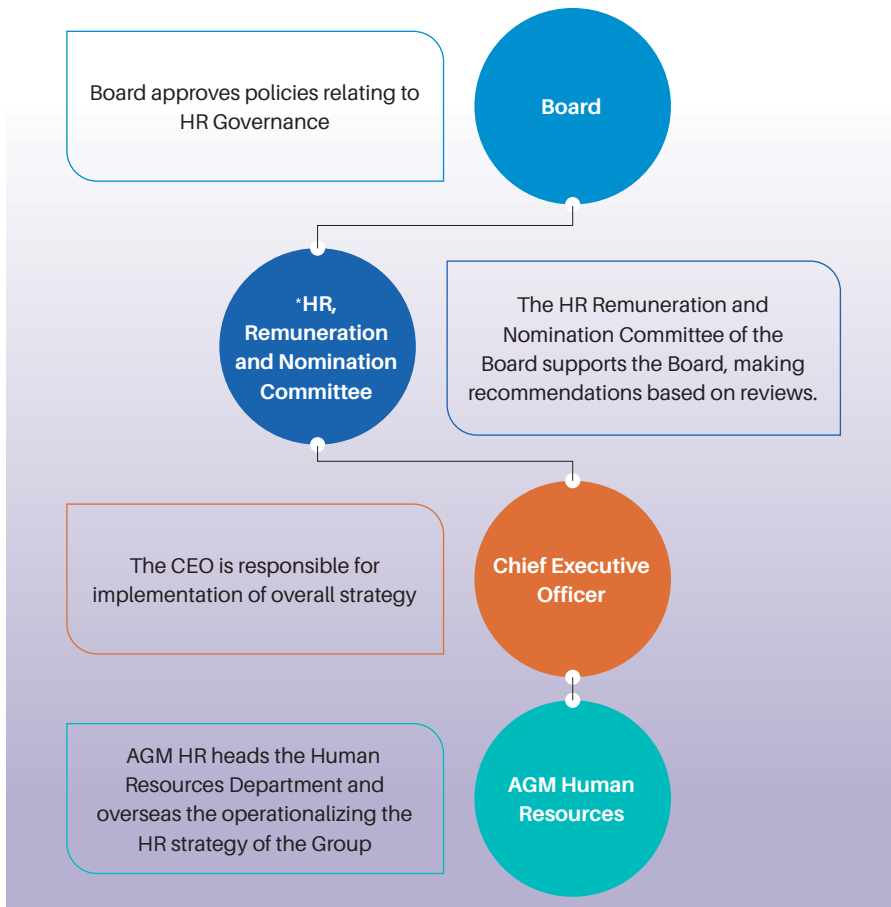 Board approves policies relating to
HR Governance
Board
*HR,
Remuneration
and Nomination
Committee
The HR Remuneration and
Nomination Committee of the
Board supports the Board, making
recommendations based on reviews.
The CEO is responsible for
implementation of overall strategy
Chief Executive
Officer
AGM HR heads the Human
Resources Department and
overseas the operationalizing the
HR strategy of the Group
AGM Human
Resources